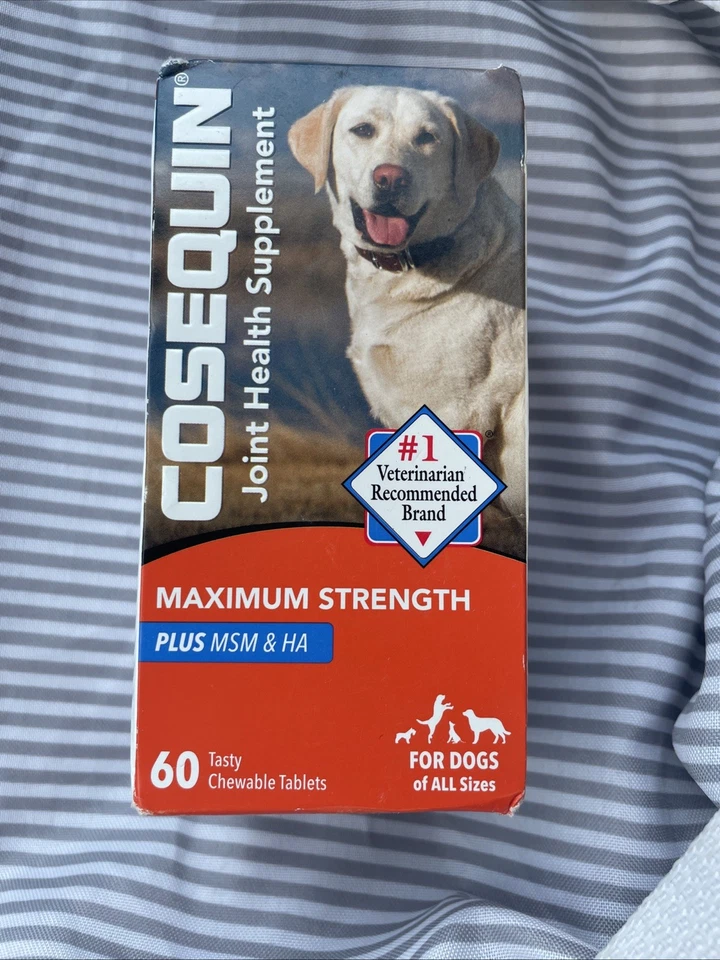 COSEQUIN®
Joint Health Supplement
#1
Veterinarian
Recommended
Brand
®
MAXIMUM STRENGTH
PLUS MSM & HA
60 Tasty
Chewable Tablets
FOR DOGS
of ALL Sizes